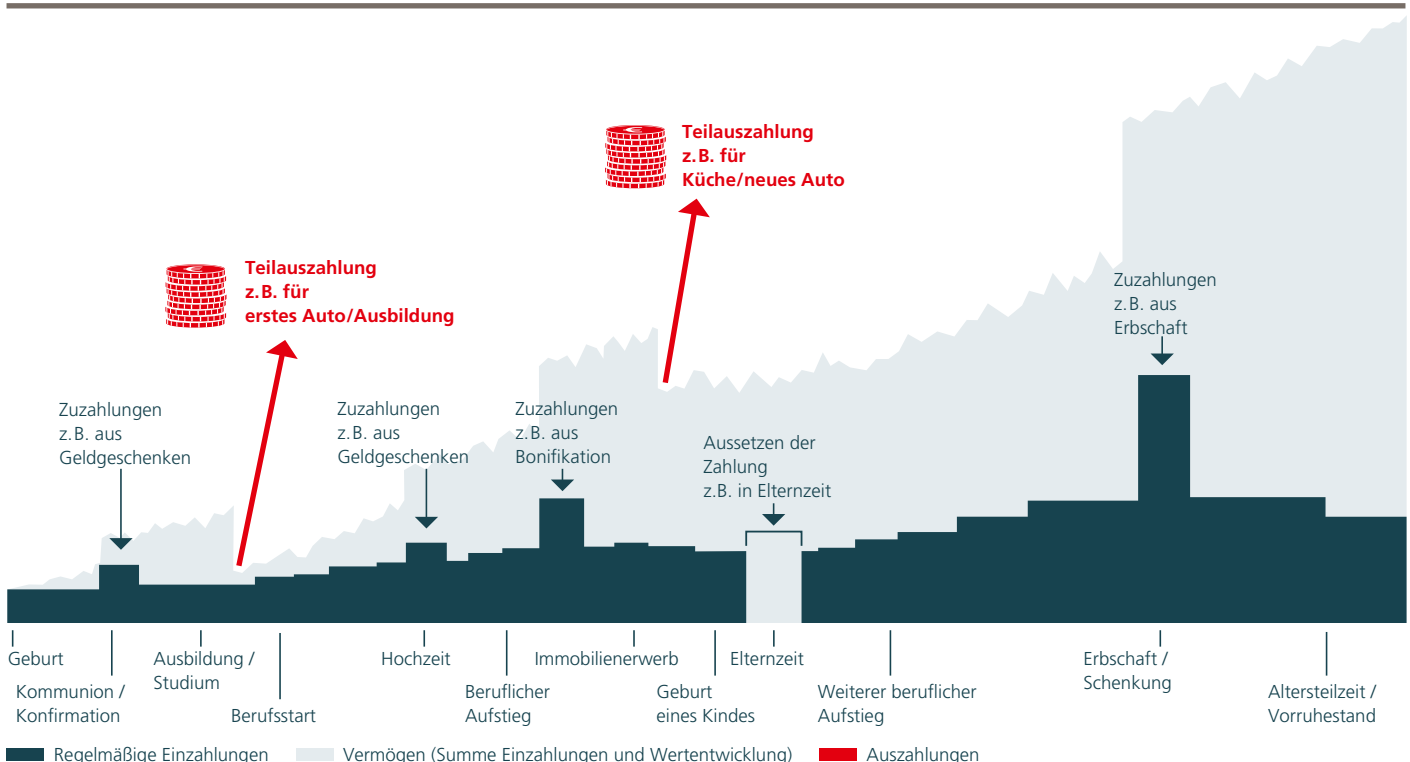 Teilauszahlung
z.B. für
Küche/neues Auto
Teilauszahlung
z.B. für
erstes Auto/Ausbildung
Zuzahlungen
z.B. aus
Erbschaft
Zuzahlungen
z.B. aus
Geldgeschenken
Zuzahlungen
z.B. aus
Geldgeschenken
Zuzahlungen
z.B. aus
Bonifikation
Aussetzen der
Zahlung
z.B. in Elternzeit
Geburt
Kommunion /
Konfirmation
Ausbildung /
Studium
Berufsstart
Hochzeit
Beruflicher
Aufstieg
Immobilienerwerb
Geburt
eines Kindes
Elternzeit
Weiterer beruflicher
Aufstieg
Erbschaft /
Schenkung
Altersteilzeit /
Vorruhestand
Regelmäßige Einzahlungen
Vermögen (Summe Einzahlungen und Wertentwicklung)
Auszahlungen